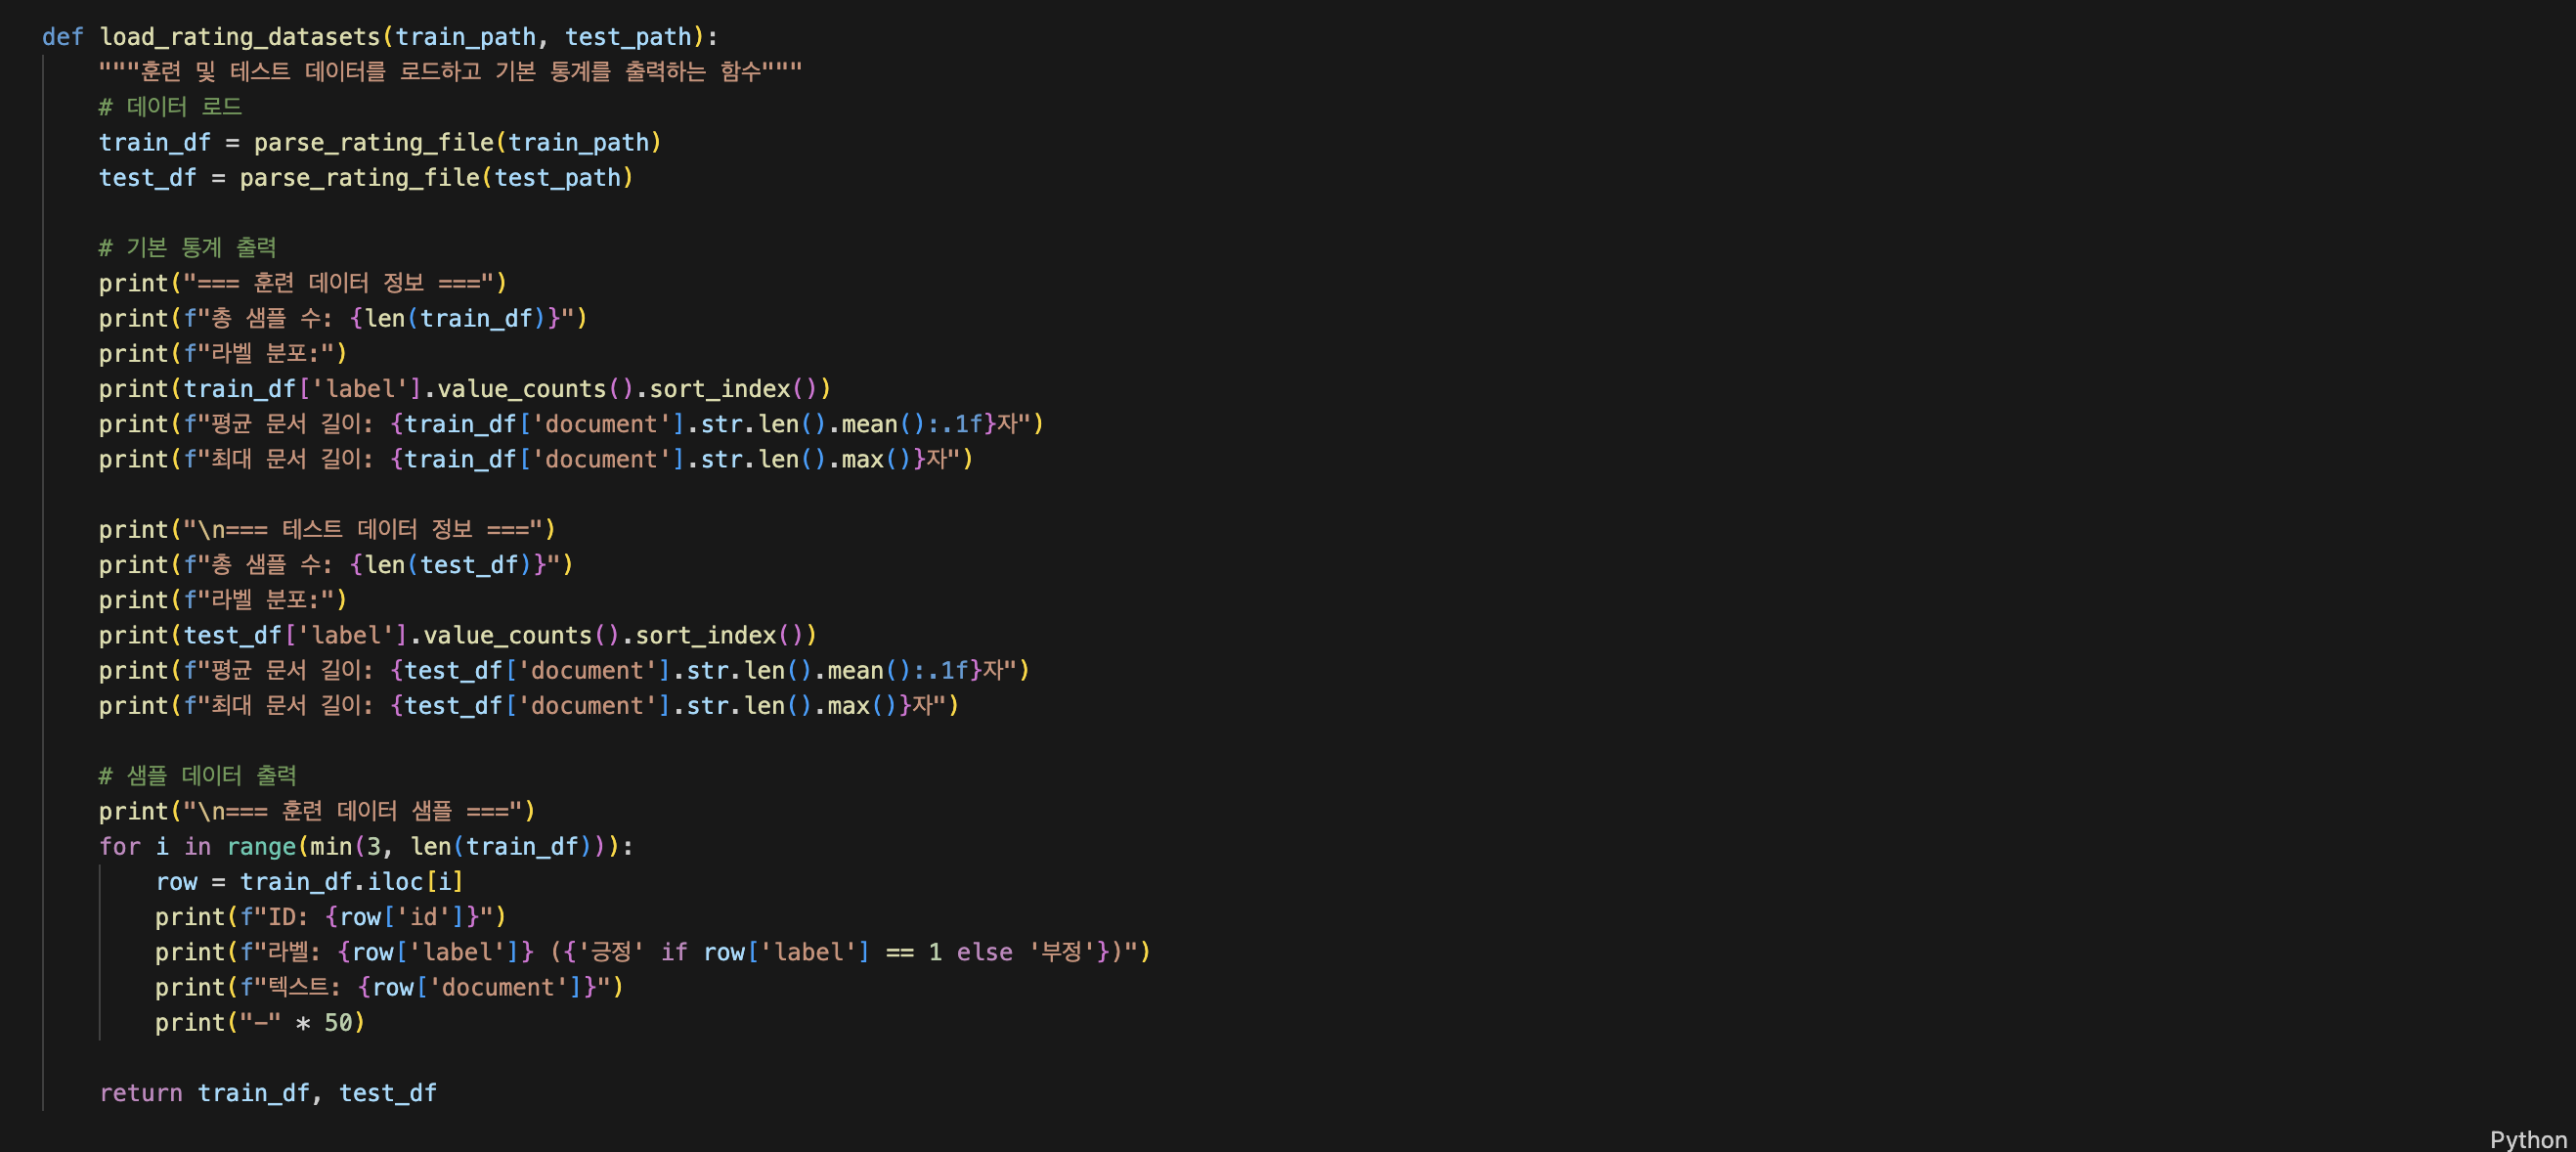 def load_rating_datasets(train_path, test_path):
    """훈련 및 테스트 데이터를 로드하고 기본 통계를 출력하는 함수"""
    # 데이터 로드
    train_df = parse_rating_file(train_path)
    test_df = parse_rating_file(test_path)

    # 기본 통계 출력
    print("=== 훈련 데이터 정보 ===")
    print(f"총 샘플 수: {len(train_df)}")
    print(f"라벨 분포:")
    print(train_df['label'].value_counts().sort_index())
    print(f"평균 문서 길이: {train_df['document'].str.len().mean():.1f}자")
    print(f"최대 문서 길이: {train_df['document'].str.len().max()}자")

    print("\n=== 테스트 데이터 정보 ===")
    print(f"총 샘플 수: {len(test_df)}")
    print(f"라벨 분포:")
    print(test_df['label'].value_counts().sort_index())
    print(f"평균 문서 길이: {test_df['document'].str.len().mean():.1f}자")
    print(f"최대 문서 길이: {test_df['document'].str.len().max()}자")

    # 샘플 데이터 출력
    print("\n=== 훈련 데이터 샘플 ===")
    for i in range(min(3, len(train_df))):
        row = train_df.iloc[i]
        print(f"ID: {row['id']}")
        print(f"라벨: {row['label']} ({'긍정' if row['label'] == 1 else '부정'})")
        print(f"텍스트: {row['document']}")
        print("-" * 50)

    return train_df, test_df
Python